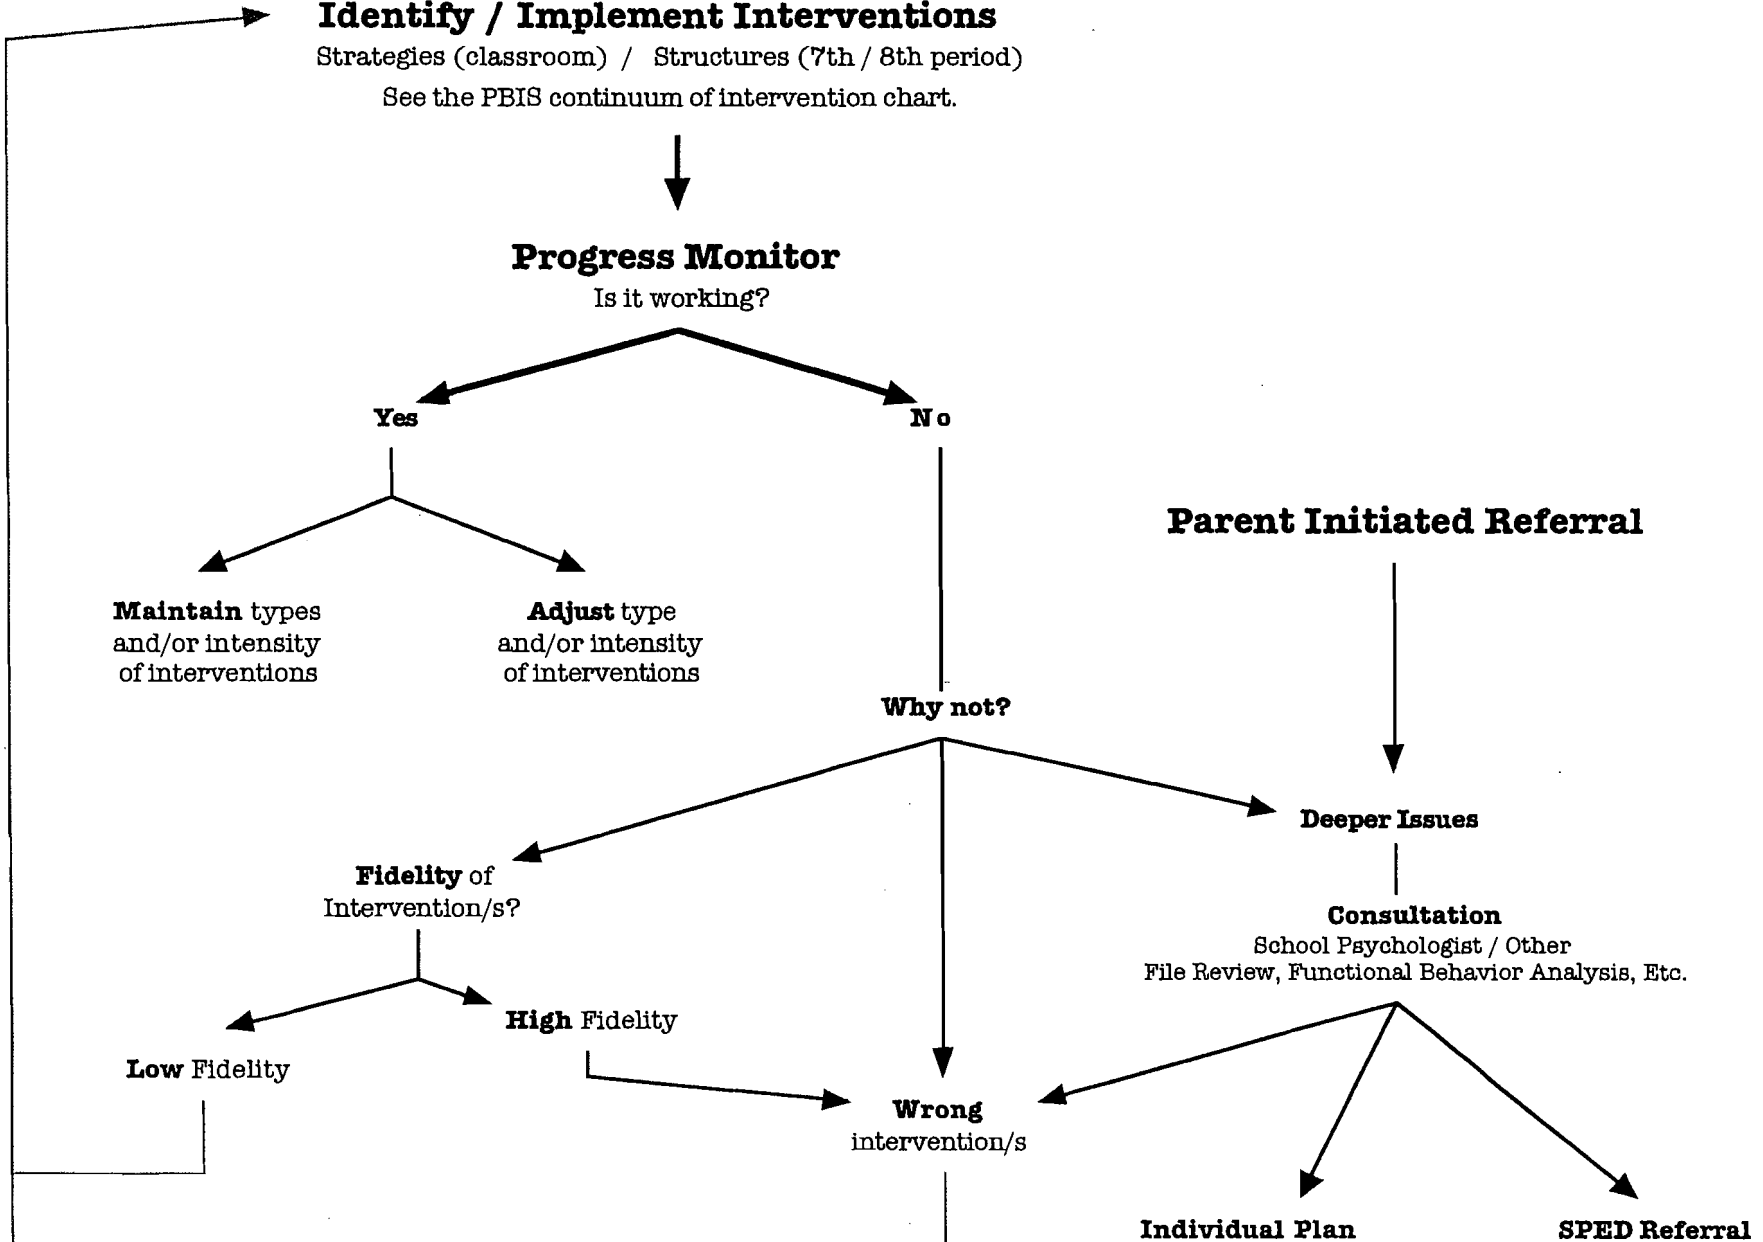 Identify / Implement Interventions
Strategies (classroom) / Structures (7th / 8th period)
See the PBIS continuum of intervention chart.
Progress Monitor
Is it working?
Yes
No
Parent Initiated Referral
Maintain types
and/or intensity
of interventions
Adjust type
and/or intensity
of interventions
Why not?
Deeper Issues
Fidelity of
Intervention/s?
Consultation
School Psychologist / Other
File Review, Functional Behavior Analysis, Etc.
High Fidelity
Low Fidelity
Wrong
intervention/s
Individual Plan
SPED Referral